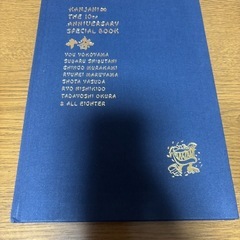 KANJANI∞
THE 10TH
ANNIVERSARY
SPECIAL BOOK
YOU YOKOYAMA
SUBARU SHIBUTANI
SHINGO MURAKAMI
RYUHEI MARUYAMA
SHOTA YASUDA
RYO NISHIKIDO
TADAYOSHI OKURA
& ALL EIGHTER